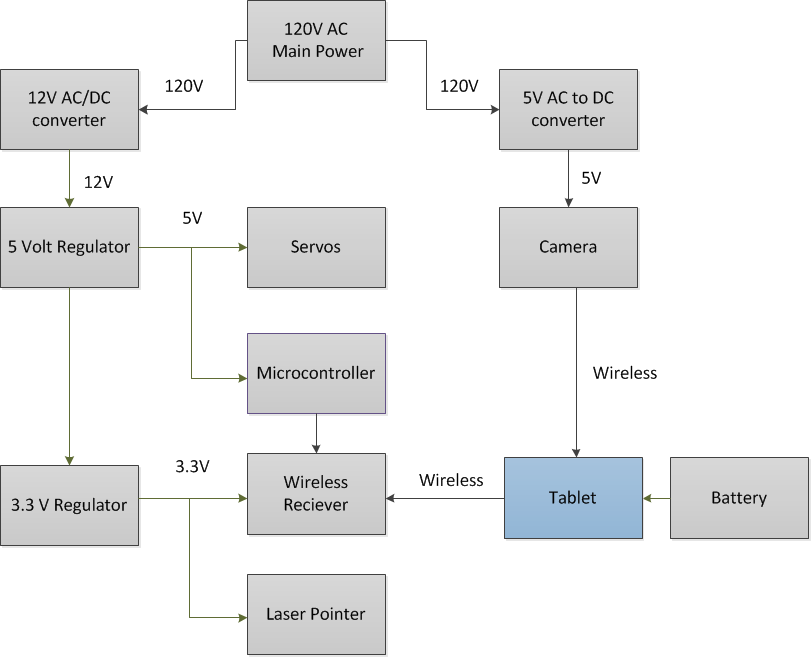 120V AC
Main Power
120V
120V
12V AC/DC
converter
5V AC to DC
converter
12V
5V
5V
5 Volt Regulator
Servos
Camera
Microcontroller
Wireless
3.3V
Wireless
Reciever
Wireless
3.3 V Regulator
Tablet
Battery
Laser Pointer